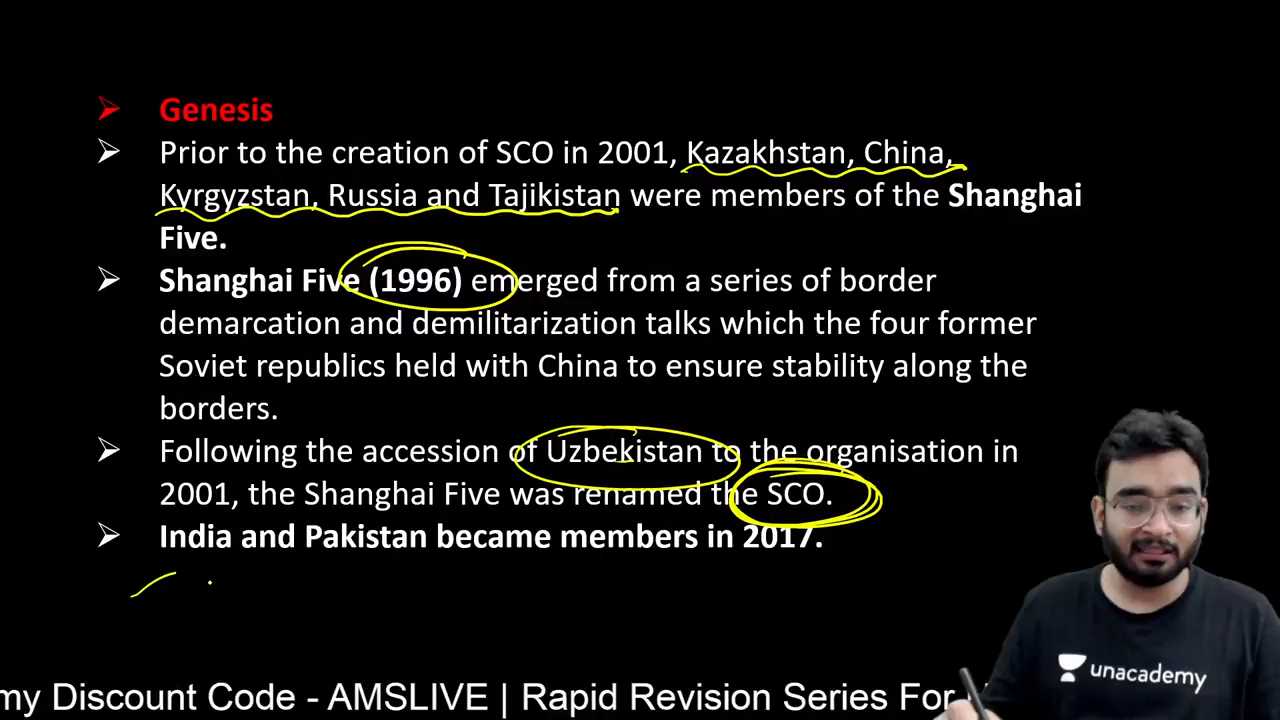 Genesis
Prior to the creation of SCO in 2001, Kazakhstan, China,
Kyrgyzstan, Russia and Tajikistan were members of the Shanghai
Five.
Shanghai Five (1996) emerged from a series of border
demarcation and demilitarization talks which the four former
Soviet republics held with China to ensure stability along the
borders.
Following the accession of Uzbekistan to the organisation in
2001, the Shanghai Five was renamed the SCO.
India and Pakistan became members in 2017.
unacademy
my Discount Code - AMSLIVE | Rapid Revision Series For